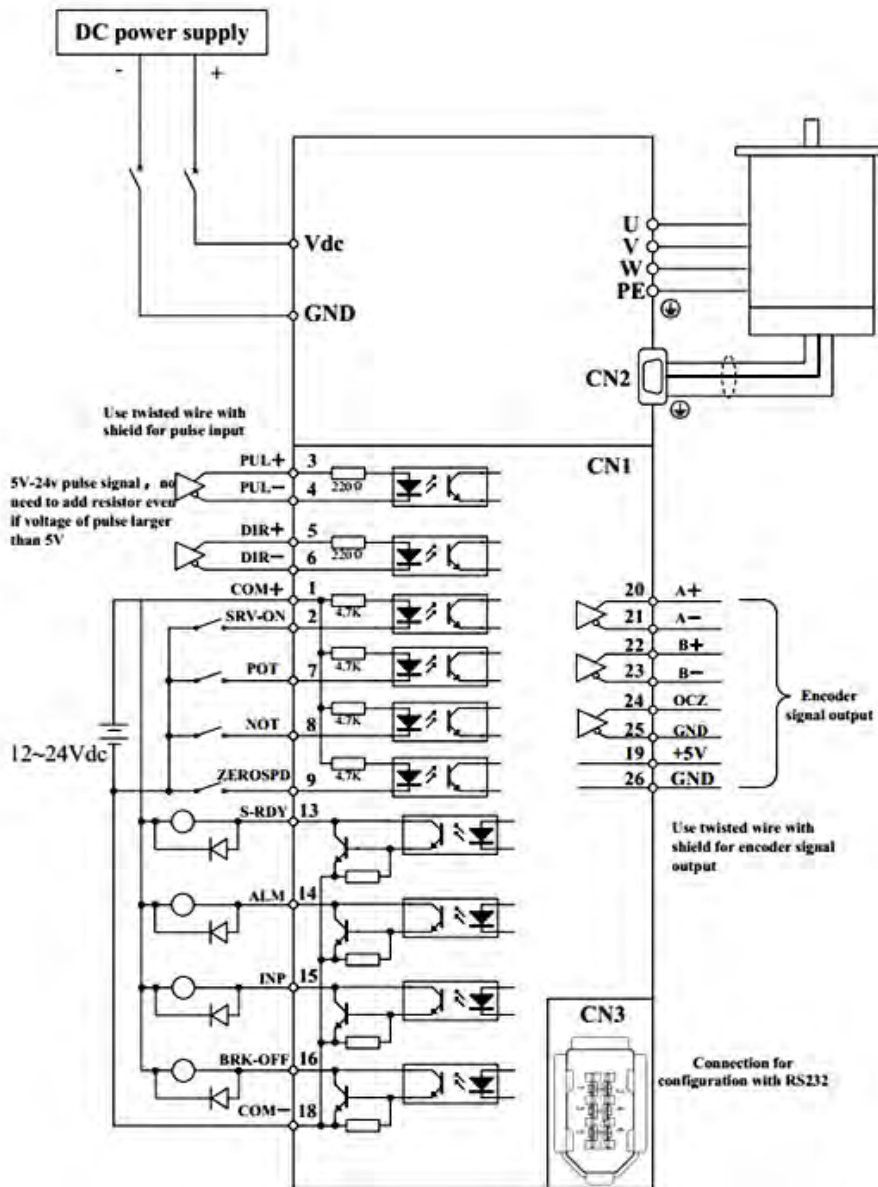 DC power supply
-
+
Vdc
GND
U
V
W
PE
CN2
Use twisted wire with
shield for pulse input
CN1
5V-24v pulse signal，no
need to add resistor even
if voltage of pulse larger
than 5V
PUL+ 3
PUL− 4
220Ω
DIR+ 5
DIR− 6
220Ω
COM+ 1
SRV-ON 2
4.7K
POT 7
4.7K
NOT 8
4.7K
ZEROSPD 9
4.7K
12~24Vdc
S-RDY 13
ALM 14
INP 15
BRK-OFF 16
COM− 18
20 A+
21 A−
22 B+
23 B−
24 OCZ
25 GND
19 +5V
26 GND
Encoder
signal output
Use twisted wire with
shield for encoder signal
output
CN3
Connection for
configuration with RS232